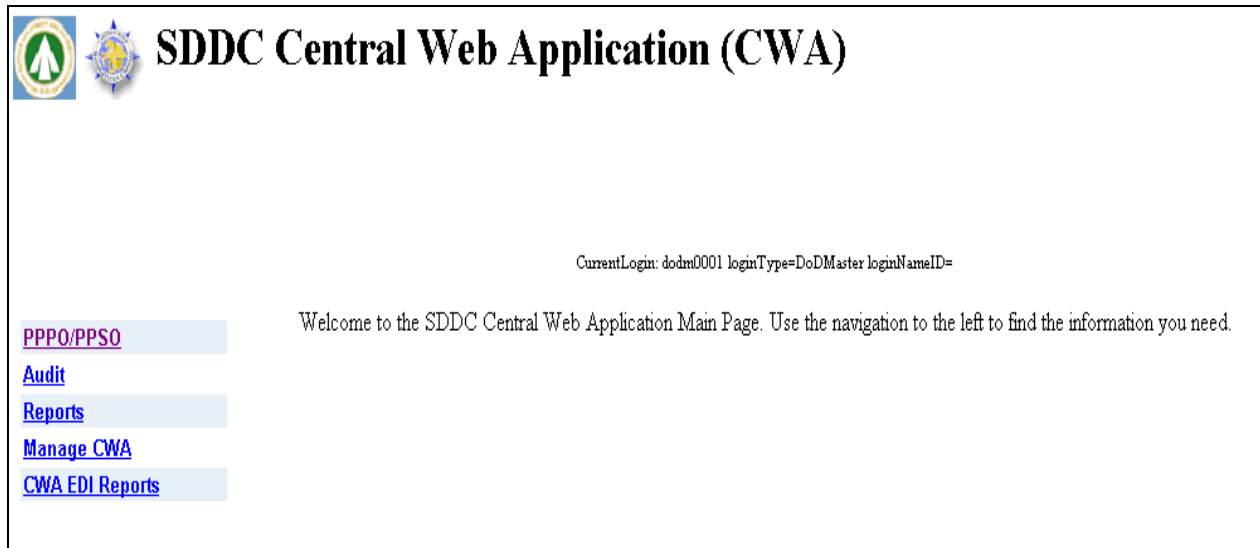 SDDC Central Web Application (CWA)
CurrentLogin: dodm0001 loginType=DoDMaster loginNameID=
Welcome to the SDDC Central Web Application Main Page. Use the navigation to the left to find the information you need.
PPPO/PPSO
Audit
Reports
Manage CWA
CWA EDI Reports